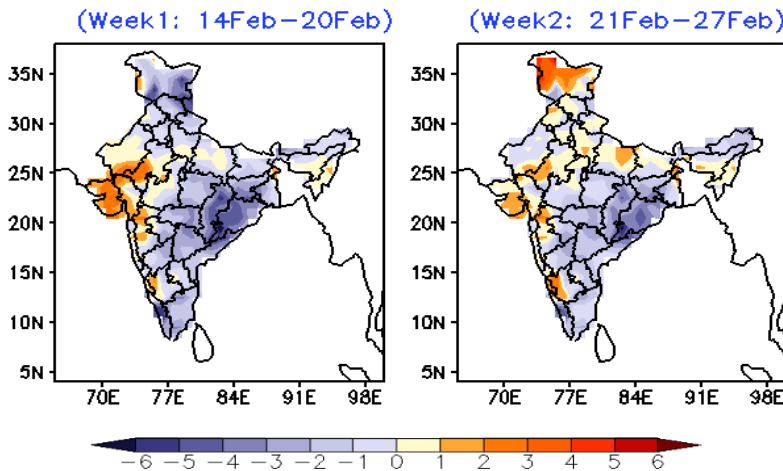 (Week1: 14Feb−20Feb) (Week2: 21Feb−27Feb)
35N 35N
30N 30N
25N 25N
20N 20N
15N 15N
10N 10N
5N 5N
70E 77E 84E 91E 98E 70E 77E 84E 91E 98E
−6 −5 −4 −3 −2 −1 0 1 2 3 4 5 6